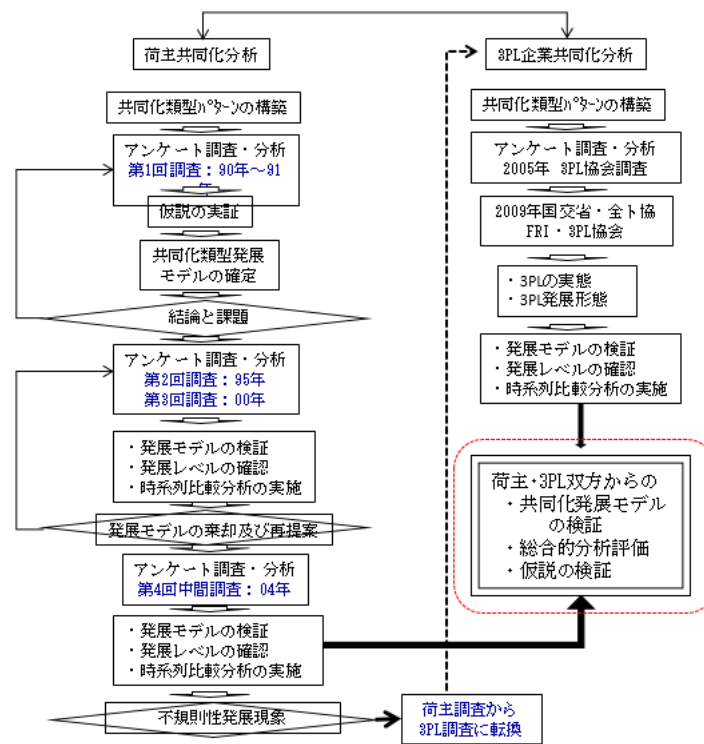 荷主共同化分析
共同化類型ﾊﾟﾀｰﾝの構築
アンケート調査・分析
第1回調査：90年～91
年
仮説の実証
共同化類型発展
モデルの確定
結論と課題
アンケート調査・分析
第2回調査：95年
第3回調査：00年
・発展モデルの検証
・発展レベルの確認
・時系列比較分析の実施
発展モデルの棄却及び再提案
アンケート調査・分析
第4回中間調査：04年
・発展モデルの検証
・発展レベルの確認
・時系列比較分析の実施
不規則性発展現象
荷主調査から
3PL調査に転換
3PL企業共同化分析
共同化類型ﾊﾟﾀｰﾝの構築
アンケート調査・分析
2005年 3PL協会調査
2009年国交省・全ト協
FRI・3PL協会
・3PLの実態
・3PL発展形態
・発展モデルの検証
・発展レベルの確認
・時系列比較分析の実施
荷主・3PL双方からの
・共同化発展モデル
の検証
・総合的分析評価
・仮説の検証